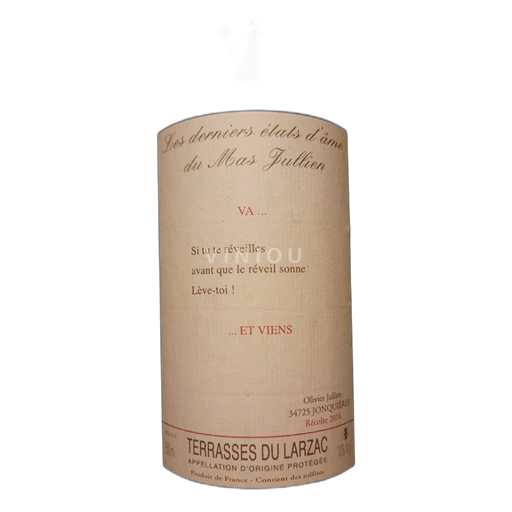 Les derniers états d'âme
du Mas Jullien
VA ...
Si tu te réveilles
VINIOU
avant que le réveil sonne
Lève-toi !
... ET VIENS
Olivier Jullien
34725 JONQUIÈRES
Récolte 2016
TERRASSES DU LARZAC
APPELLATION D'ORIGINE PROTÉGÉE
Produit de France - Contient des sulfites